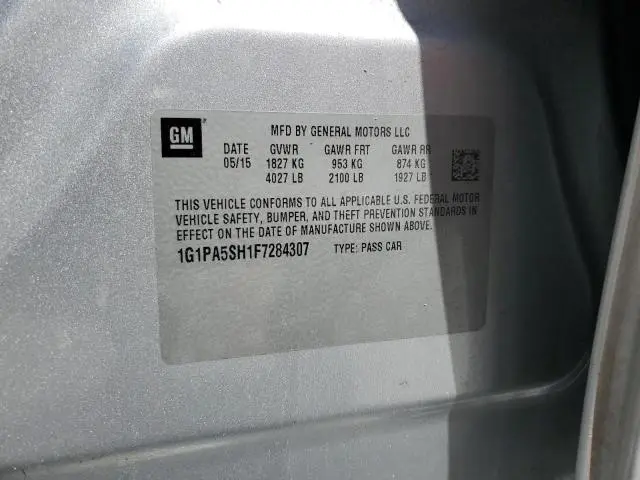 GM
MFD BY GENERAL MOTORS LLC
DATE GVWR GAWR FRT GAWR RR
05/15 1827 KG 953 KG 874 KG
4027 LB 2100 LB 1927 LB
THIS VEHICLE CONFORMS TO ALL APPLICABLE U.S. FEDERAL MOTOR
VEHICLE SAFETY, BUMPER, AND THEFT PREVENTION STANDARDS IN
EFFECT ON THE DATE OF MANUFACTURE SHOWN ABOVE.
1G1PA5SH1F7284307 TYPE: PASS CAR